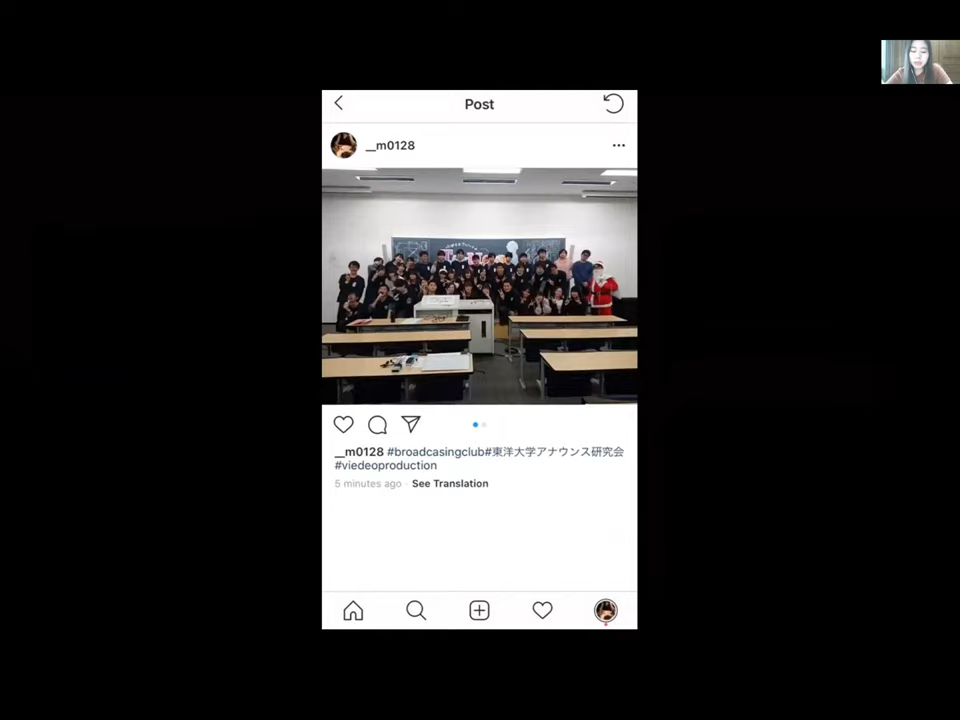 Post
__m0128
__m0128 #broadcasingclub#東洋大学アナウンス研究会
#viedeoproduction
5 minutes ago · See Translation